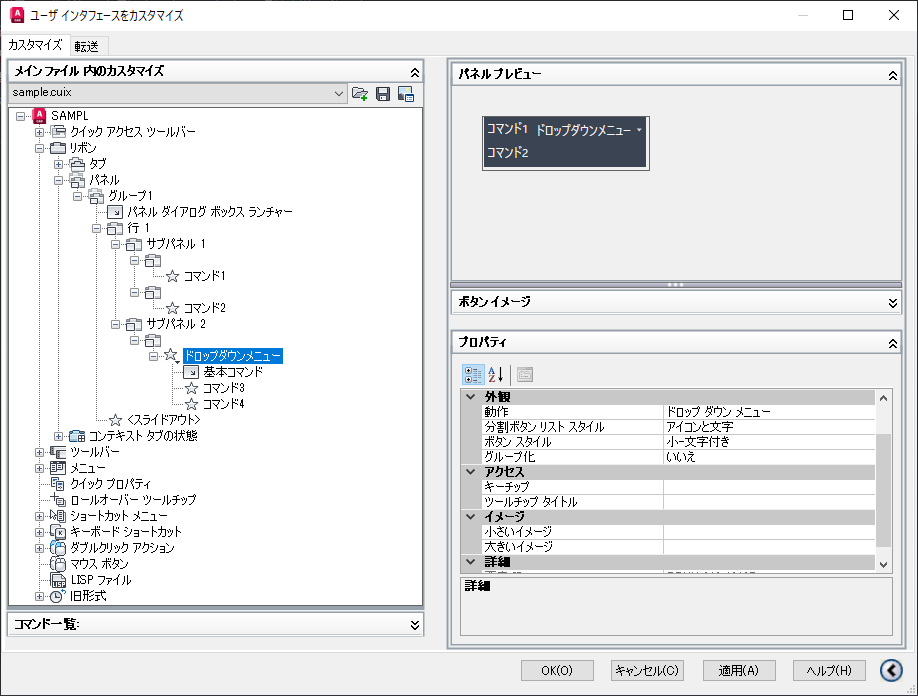 ユーザ インタフェースをカスタマイズ
カスタマイズ 転送
メイン ファイル 内のカスタマイズ
sample.cuix
SAMPL
クイック アクセス ツールバー
リボン
タブ
パネル
グループ1
パネル ダイアログ ボックス ランチャー
行 1
サブパネル 1
コマンド1
コマンド2
サブパネル 2
ドロップダウンメニュー
基本コマンド
コマンド3
コマンド4
<スライドアウト>
コンテキスト タブの状態
ツールバー
メニュー
クイック プロパティ
ロールオーバー ツールチップ
ショートカット メニュー
キーボード ショートカット
ダブルクリック アクション
マウス ボタン
LISP ファイル
旧形式
コマンド一覧:
パネル プレビュー
コマンド1 ドロップダウンメニュー
コマンド2
ボタン イメージ
プロパティ
外観
動作 ドロップ ダウン メニュー
分割ボタン リスト スタイル アイコンと文字
ボタン スタイル 小-文字付き
グループ化 いいえ
アクセス
キーチップ
ツールチップ タイトル
イメージ
小さいイメージ
大きいイメージ
詳細
詳細
OK(O) キャンセル(C) 適用(A) ヘルプ(H)